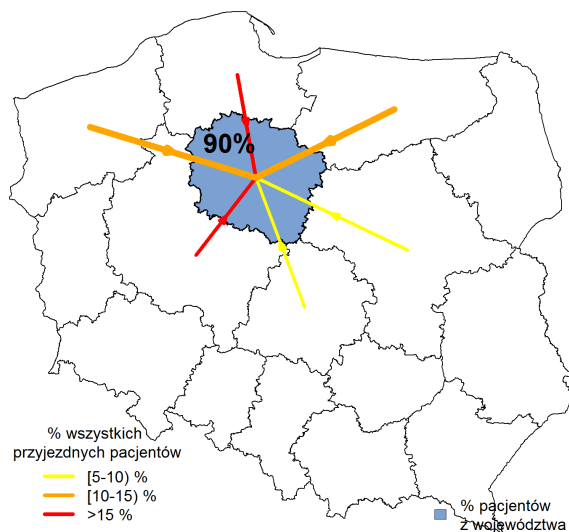 90%
% wszystkich
przyjezdnych pacjentów
[5-10) %
[10-15) %
>15 %
% pacjentów
z województwa